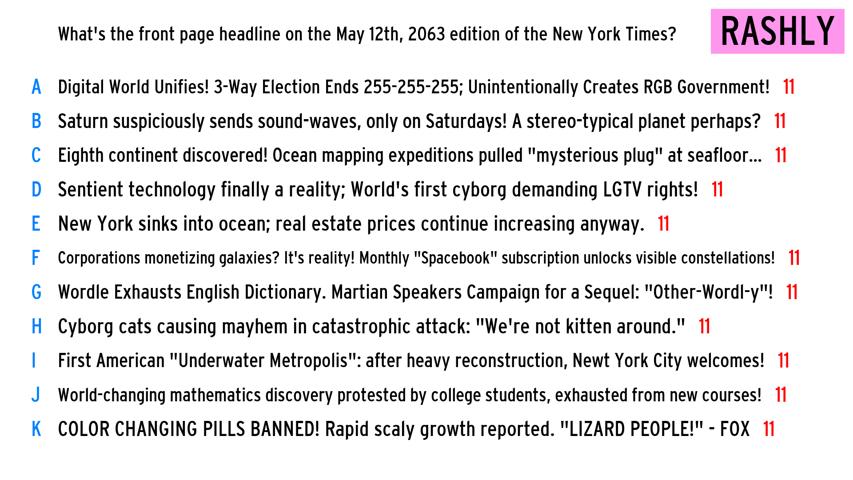 What's the front page headline on the May 12th, 2063 edition of the New York Times?
RASHLY
A Digital World Unifies! 3-Way Election Ends 255-255-255; Unintentionally Creates RGB Government! 11
B Saturn suspiciously sends sound-waves, only on Saturdays! A stereo-typical planet perhaps? 11
C Eighth continent discovered! Ocean mapping expeditions pulled "mysterious plug" at seafloor... 11
D Sentient technology finally a reality; World's first cyborg demanding LGTV rights! 11
E New York sinks into ocean; real estate prices continue increasing anyway. 11
F Corporations monetizing galaxies? It's reality! Monthly "Spacebook" subscription unlocks visible constellations! 11
G Wordle Exhausts English Dictionary. Martian Speakers Campaign for a Sequel: "Other-Wordl-y"! 11
H Cyborg cats causing mayhem in catastrophic attack: "We're not kitten around." 11
I First American "Underwater Metropolis": after heavy reconstruction, Newt York City welcomes! 11
J World-changing mathematics discovery protested by college students, exhausted from new courses! 11
K COLOR CHANGING PILLS BANNED! Rapid scaly growth reported. "LIZARD PEOPLE!" - FOX 11